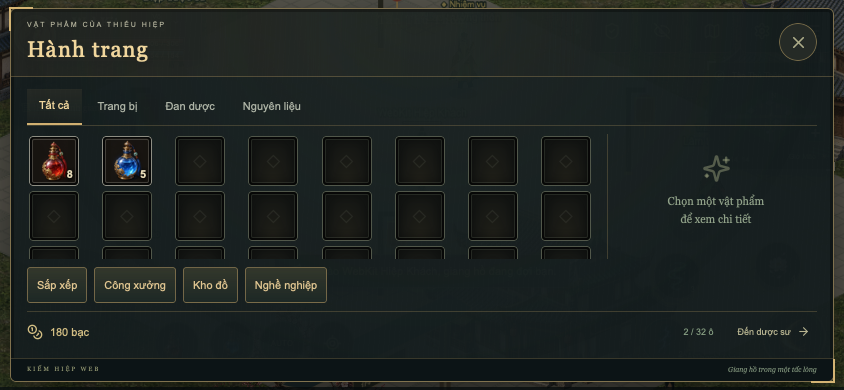 Nhiệm vụ
VẬT PHẨM CỦA THIẾU HIỆP
Hành trang
Tất cả
Trang bị
Đan dược
Nguyên liệu
8
5
Chọn một vật phẩm
để xem chi tiết
Sắp xếp
Công xưởng
Kho đồ
Nghề nghiệp
180 bạc
2 / 32 ô
Đến dược sư
KIẾM HIỆP WEB
Giang hồ trong một tấc lòng